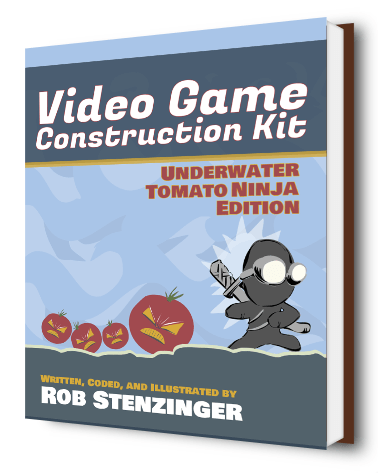 Video Game
Construction Kit
Underwater
Tomato Ninja
Edition
Written, Coded, and Illustrated by
Rob Stenzinger